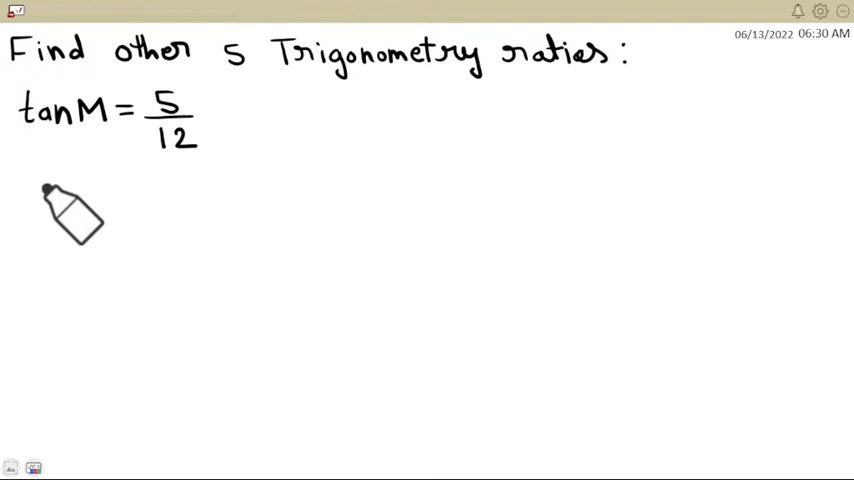 06/13/2022 06:30 AM
Find other 5 Trigonometry ratios:
tanM = 5/12